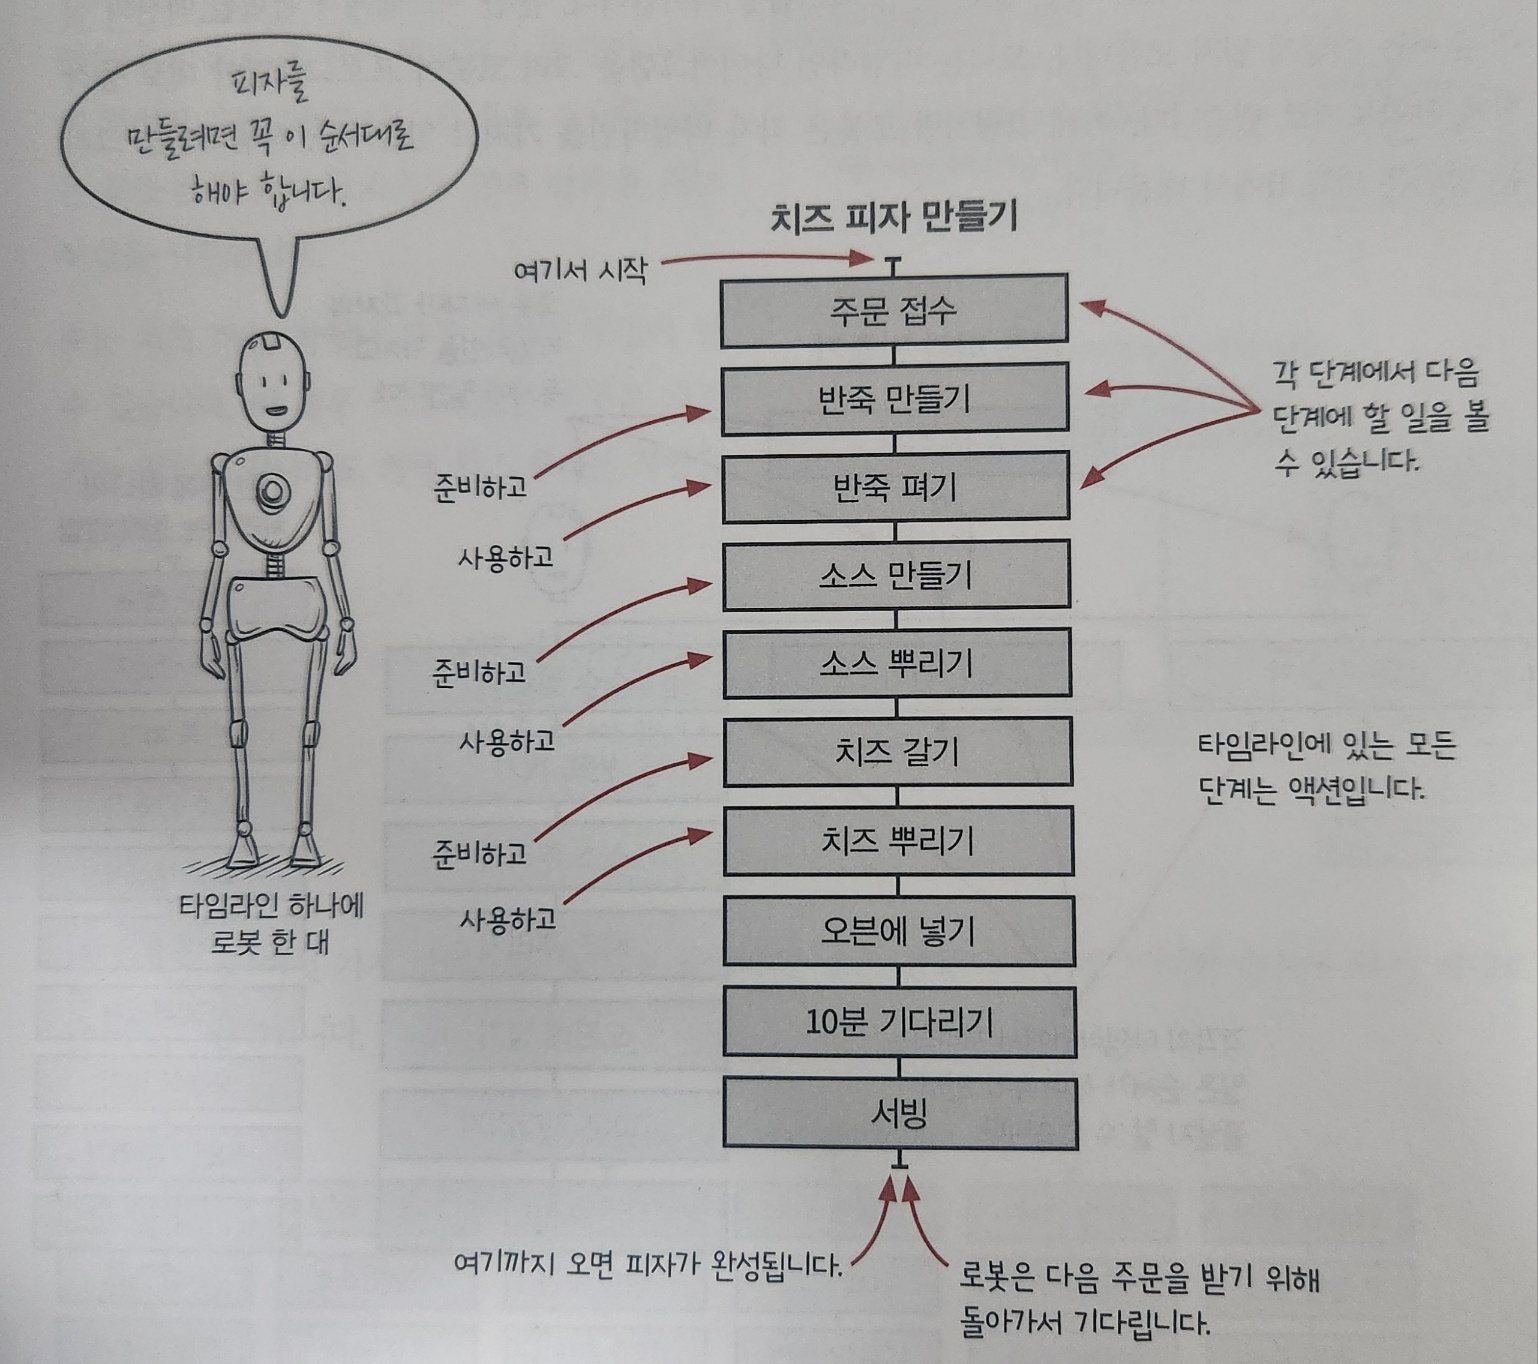 피자를
만들려면 꼭 이 순서대로
해야 합니다.
치즈 피자 만들기
여기서 시작
주문 접수
반죽 만들기
각 단계에서 다음
단계에 할 일을 볼
수 있습니다.
준비하고
반죽 펴기
사용하고
소스 만들기
준비하고
소스 뿌리기
사용하고
치즈 갈기
타임라인에 있는 모든
단계는 액션입니다.
준비하고
치즈 뿌리기
사용하고
타임라인 하나에
로봇 한 대
오븐에 넣기
10분 기다리기
서빙
여기까지 오면 피자가 완성됩니다.
로봇은 다음 주문을 받기 위해
돌아가서 기다립니다.